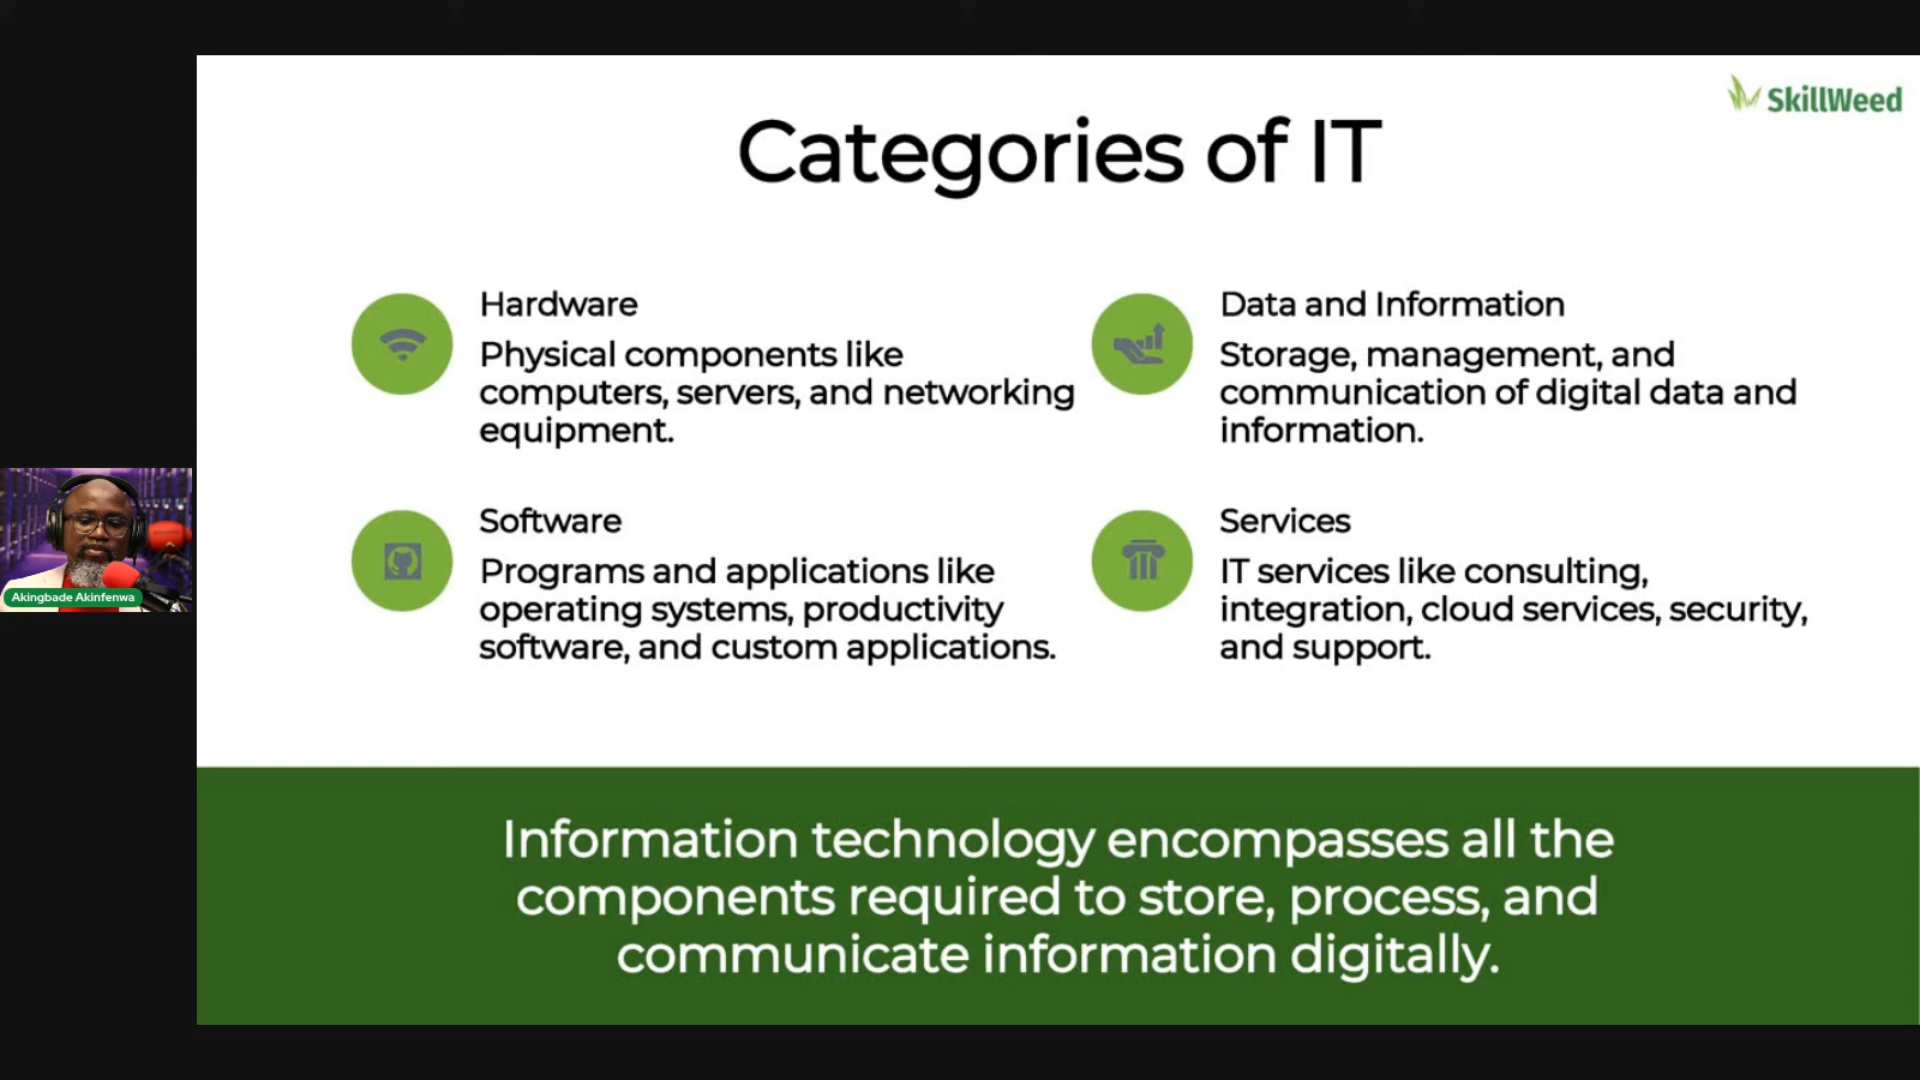 SkillWeed
Categories of IT
Hardware
Physical components like
computers, servers, and networking
equipment.
Data and Information
Storage, management, and
communication of digital data and
information.
Software
Programs and applications like
operating systems, productivity
software, and custom applications.
Services
IT services like consulting,
integration, cloud services, security,
and support.
Akingbade Akinfenwa
Information technology encompasses all the
components required to store, process, and
communicate information digitally.